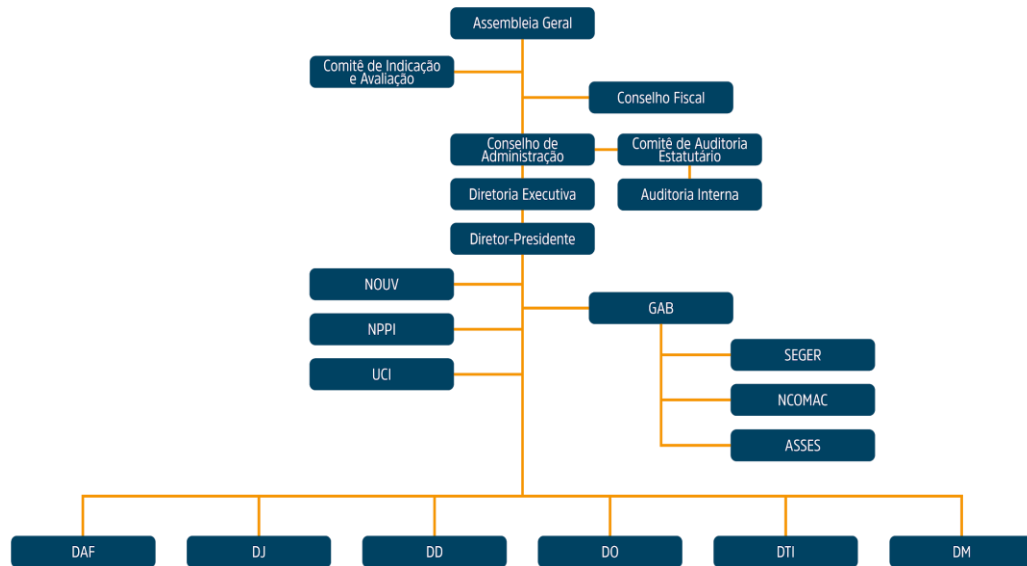 Assembleia Geral
Comitê de Indicação
e Avaliação
Conselho Fiscal
Conselho de
Administração
Comitê de Auditoria
Estatutário
Diretoria Executiva
Auditoria Interna
Diretor-Presidente
NOUV
GAB
NPPI
SEGER
UCI
NCOMAC
ASSES
DAF
DJ
DD
DO
DTI
DM